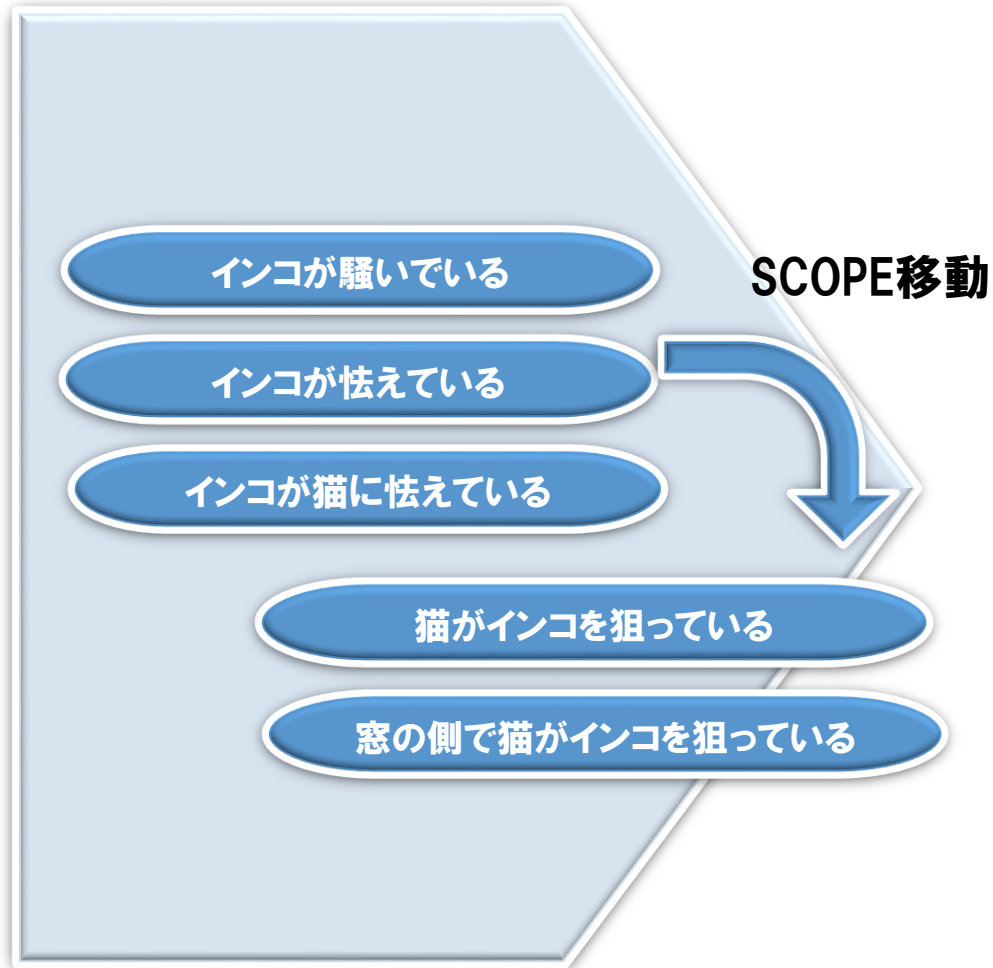 インコが騒いでいる
SCOPE移動
インコが怯えている
インコが猫に怯えている
猫がインコを狙っている
窓の側で猫がインコを狙っている